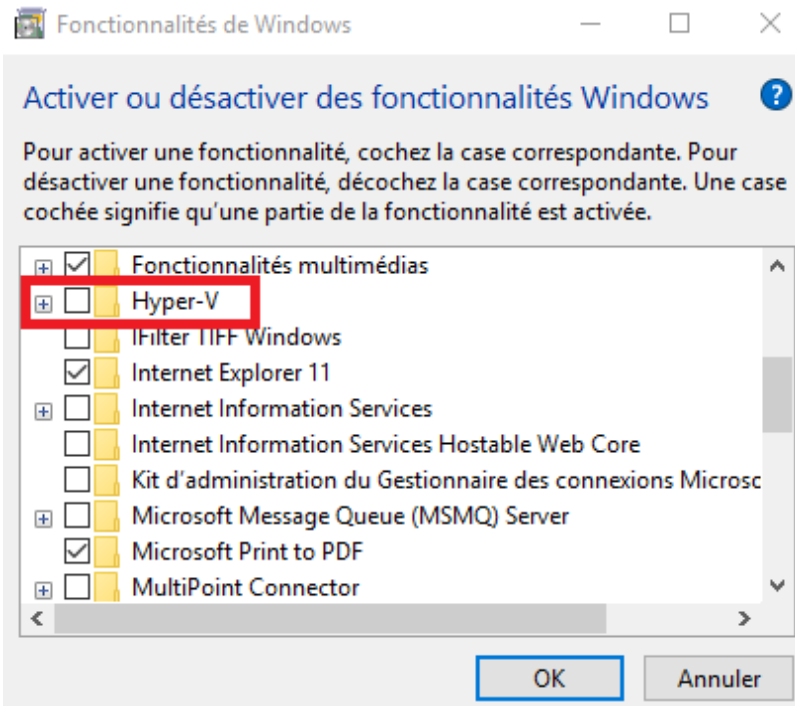 Fonctionnalités de Windows
Activer ou désactiver des fonctionnalités Windows
?
Pour activer une fonctionnalité, cochez la case correspondante. Pour
désactiver une fonctionnalité, décochez la case correspondante. Une case
cochée signifie qu'une partie de la fonctionnalité est activée.
Fonctionnalités multimédias
Hyper-V
IFilter TIFF Windows
Internet Explorer 11
Internet Information Services
Internet Information Services Hostable Web Core
Kit d'administration du Gestionnaire des connexions Microsc
Microsoft Message Queue (MSMQ) Server
Microsoft Print to PDF
MultiPoint Connector
OK
Annuler